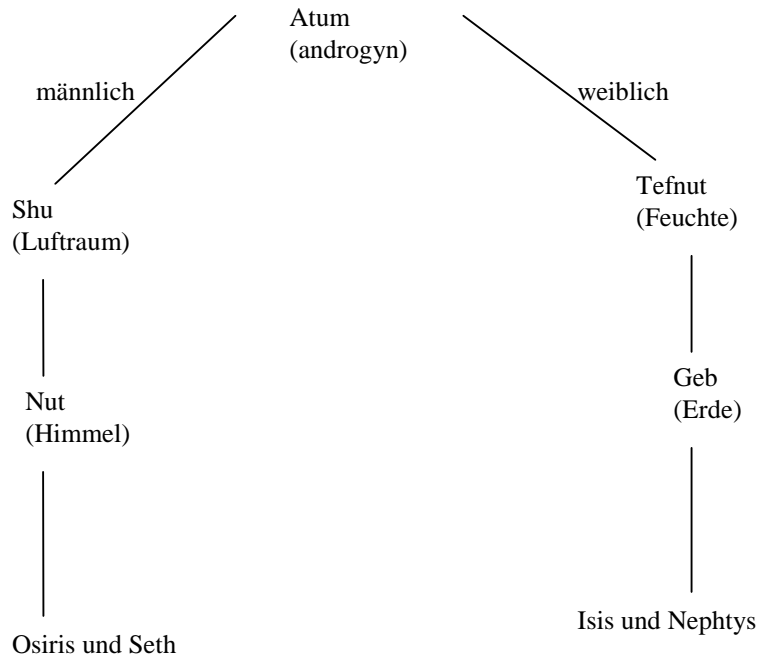 Atum
(androgyn)
männlich
weiblich
Shu
(Luftraum)
Tefnut
(Feuchte)
Nut
(Himmel)
Geb
(Erde)
Osiris und Seth
Isis und Nephtys